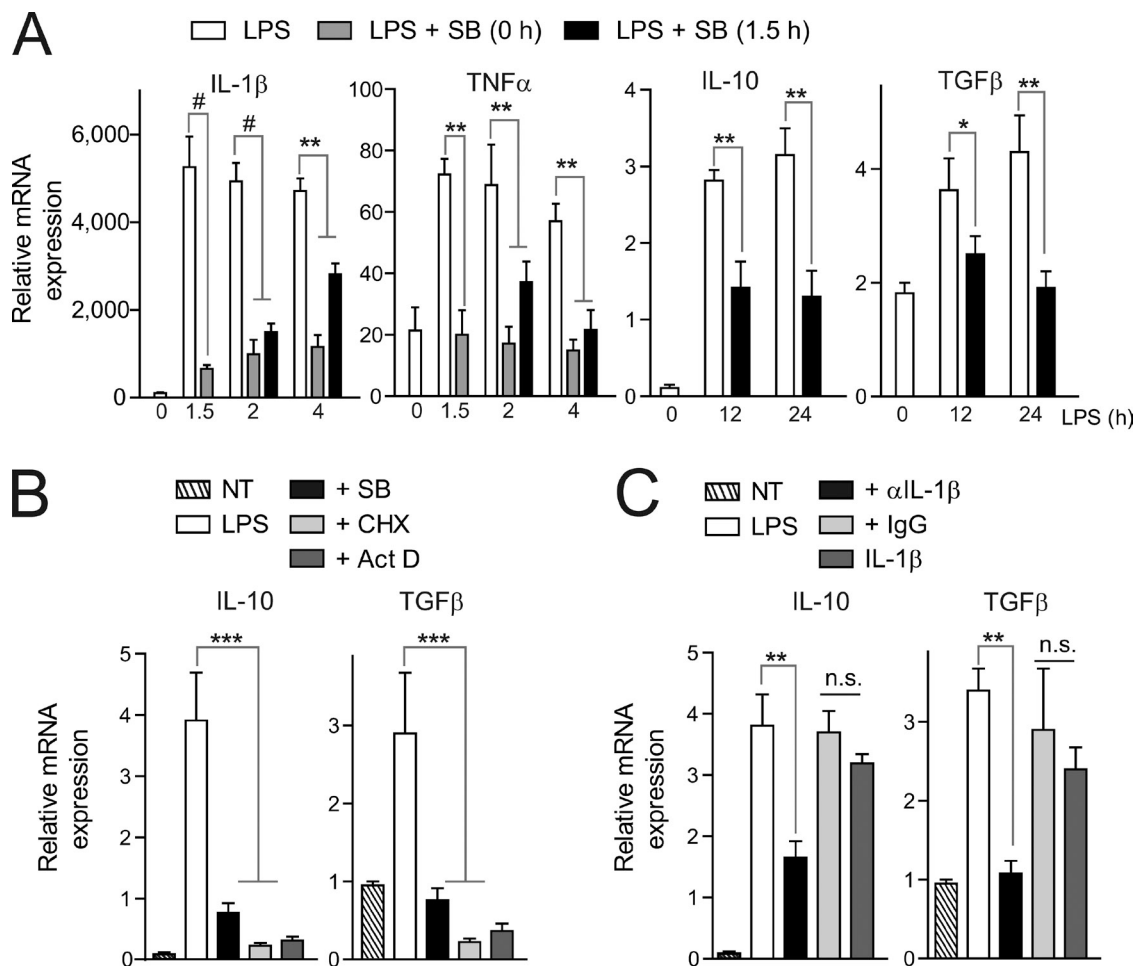 A
LPS LPS + SB (0 h) LPS + SB (1.5 h)
IL-1β TNFα IL-10 TGFβ
Relative mRNA
expression
6,000
4,000
2,000
0
# # **
0 1.5 2 4
100
80
60
40
20
0
** ** **
0 1.5 2 4
4
3
2
1
0
** **
0 12 24
4
2
0
* **
0 12 24 LPS (h)
B
NT + SB
LPS + CHX
+ Act D
IL-10 TGFβ
Relative mRNA
expression
5
4
3
2
1
0
***
3
2
1
0
***
C
NT + αIL-1β
LPS + IgG
IL-1β
IL-10 TGFβ
Relative mRNA
expression
5
4
3
2
1
0
** n.s.
3
2
1
0
** n.s.